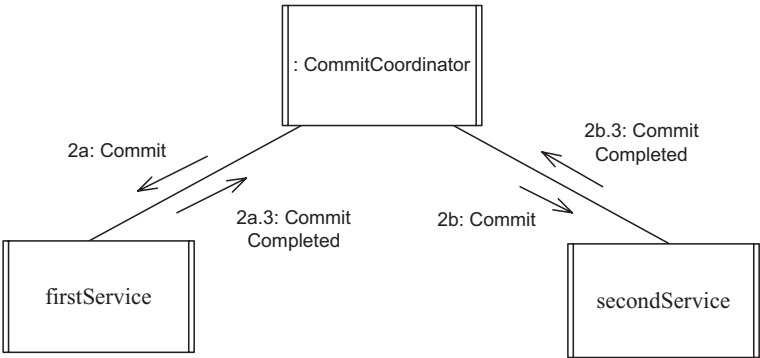 : CommitCoordinator
2a: Commit
2b.3: Commit
Completed
2a.3: Commit
Completed
2b: Commit
firstService
secondService